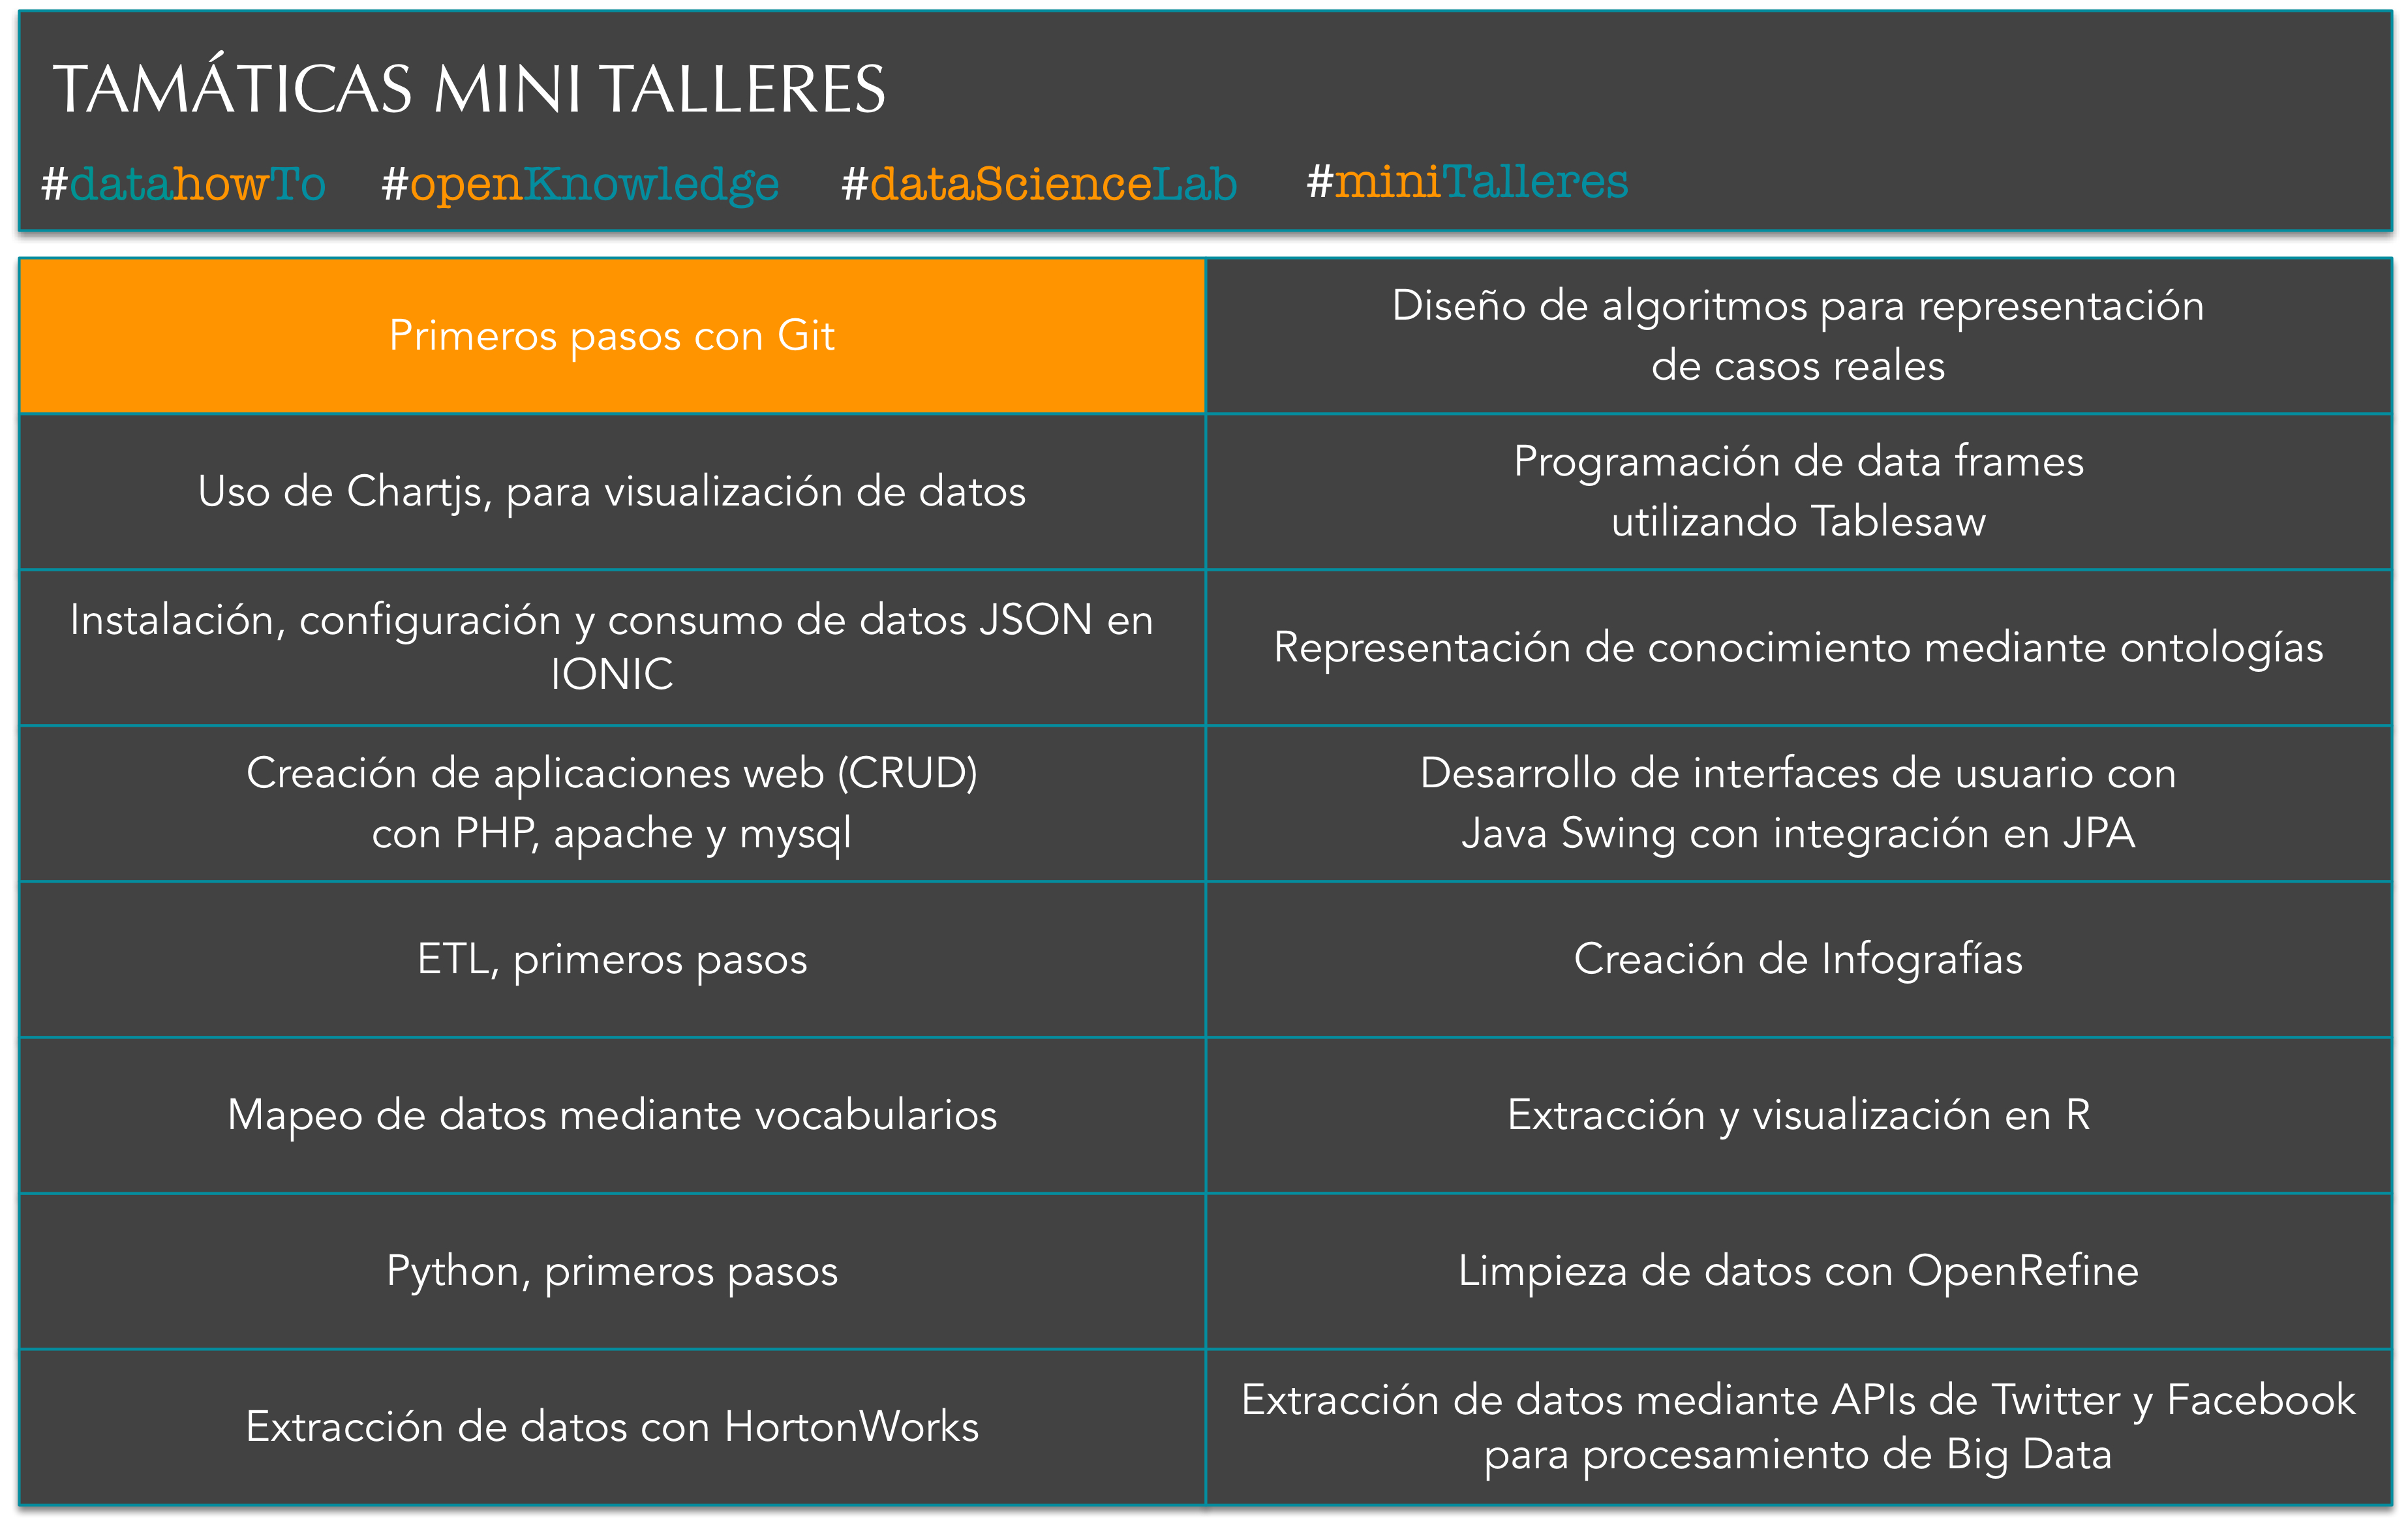 TAMÁTICAS MINI TALLERES
#datahowTo #openKnowledge #dataScienceLab #miniTalleres
Primeros pasos con Git
Diseño de algoritmos para representación
de casos reales
Uso de Chartjs, para visualización de datos
Programación de data frames
utilizando Tablesaw
Instalación, configuración y consumo de datos JSON en
IONIC
Representación de conocimiento mediante ontologías
Creación de aplicaciones web (CRUD)
con PHP, apache y mysql
Desarrollo de interfaces de usuario con
Java Swing con integración en JPA
ETL, primeros pasos
Creación de Infografías
Mapeo de datos mediante vocabularios
Extracción y visualización en R
Python, primeros pasos
Limpieza de datos con OpenRefine
Extracción de datos con HortonWorks
Extracción de datos mediante APIs de Twitter y Facebook
para procesamiento de Big Data